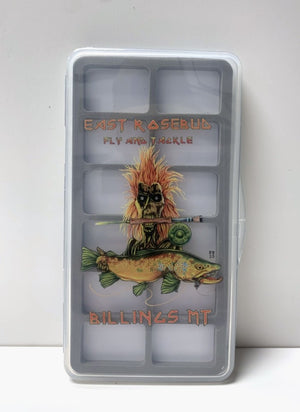 EAST ROSEBUD
FLY AND TACKLE
BILLINGS MT